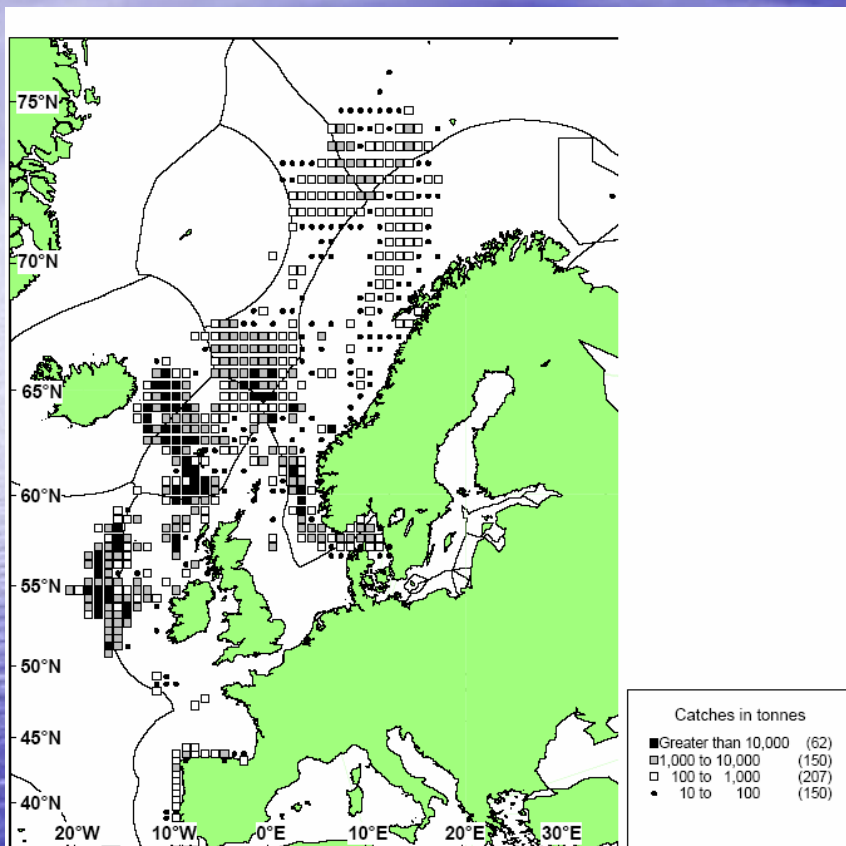 75°N
70°N
65°N
60°N
55°N
50°N
45°N
40°N
20°W 10°W 0°E 10°E 20°E 30°E
Catches in tonnes
Greater than 10,000 (62)
1,000 to 10,000 (150)
100 to 1,000 (207)
10 to 100 (150)